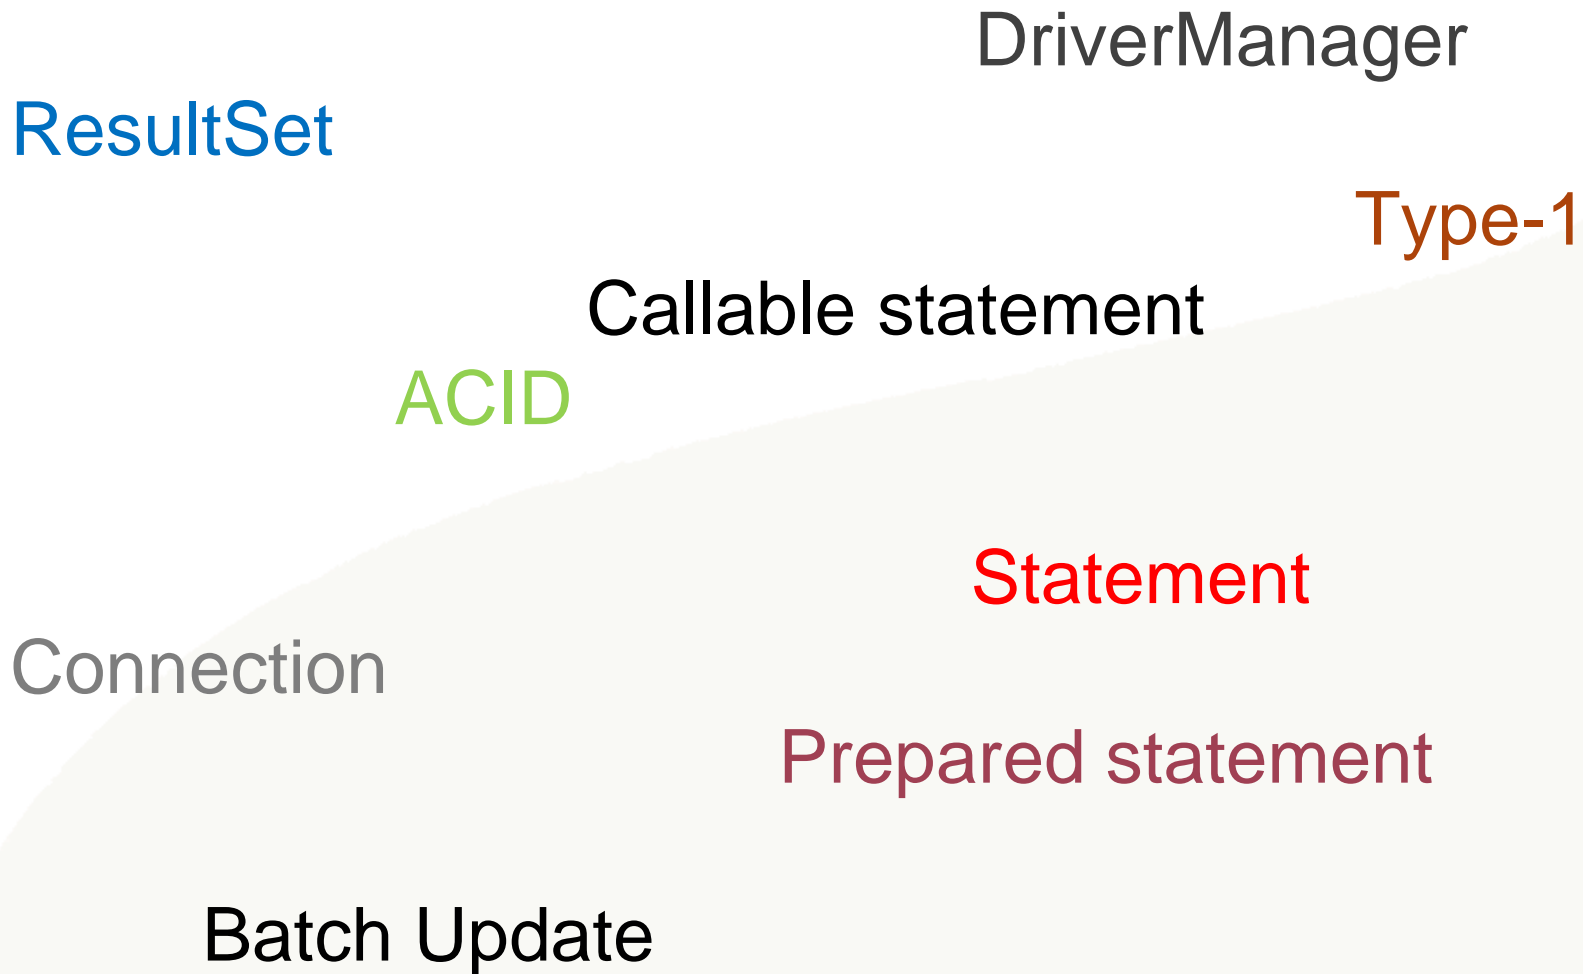 DriverManager
ResultSet
Type-1
Callable statement
ACID
Statement
Connection
Prepared statement
Batch Update